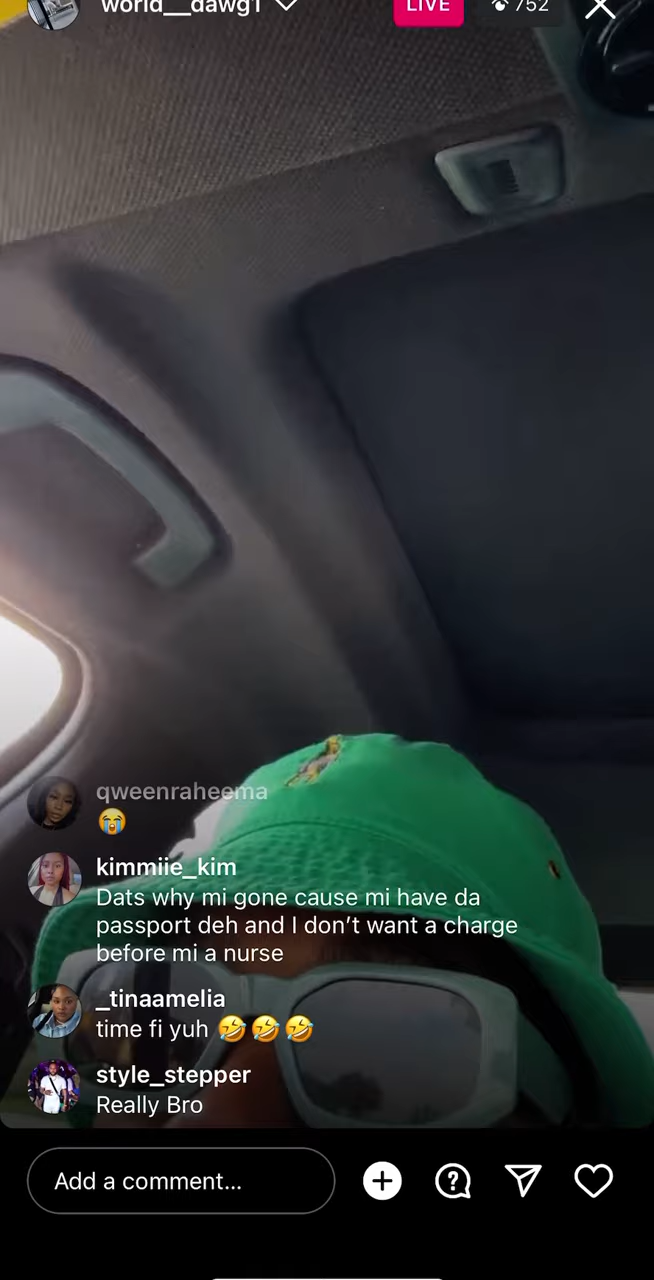 world__dawg1
LIVE
752
qweenraheema
😭
kimmiie_kim
Dats why mi gone cause mi have da
passport deh and I don’t want a charge
before mi a nurse
_tinaamelia
time fi yuh 🤣🤣🤣
style_stepper
Really Bro
Add a comment...